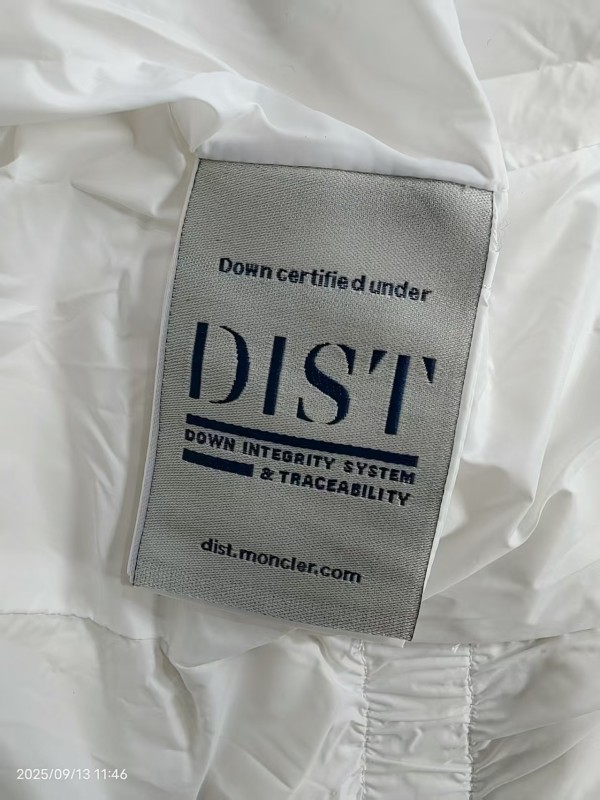 Down certified under
DIST
DOWN INTEGRITY SYSTEM
& TRACEABILITY
dist.moncler.com
2025/09/13 11:46